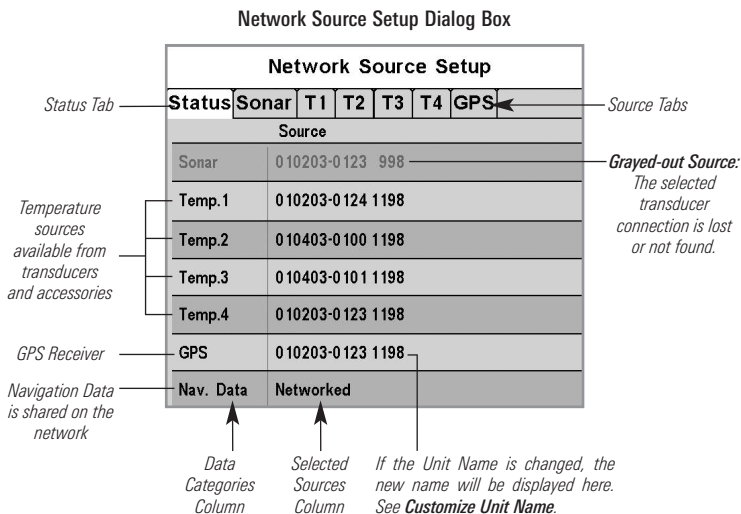 Network Source Setup Dialog Box
Network Source Setup
Status Sonar T1 T2 T3 T4 GPS
Source
Sonar 010203-0123 998
Temp.1 010203-0124 1198
Temp.2 010403-0100 1198
Temp.3 010403-0101 1198
Temp.4 010203-0123 1198
GPS 010203-0123 1198
Nav. Data Networked
Status Tab
Source Tabs
Grayed-out Source:
The selected
transducer
connection is lost
or not found.
Temperature
sources
available from
transducers
and accessories
GPS Receiver
Navigation Data
is shared on the
network
Data
Categories
Column
Selected
Sources
Column
If the Unit Name is changed, the
new name will be displayed here.
See Customize Unit Name.